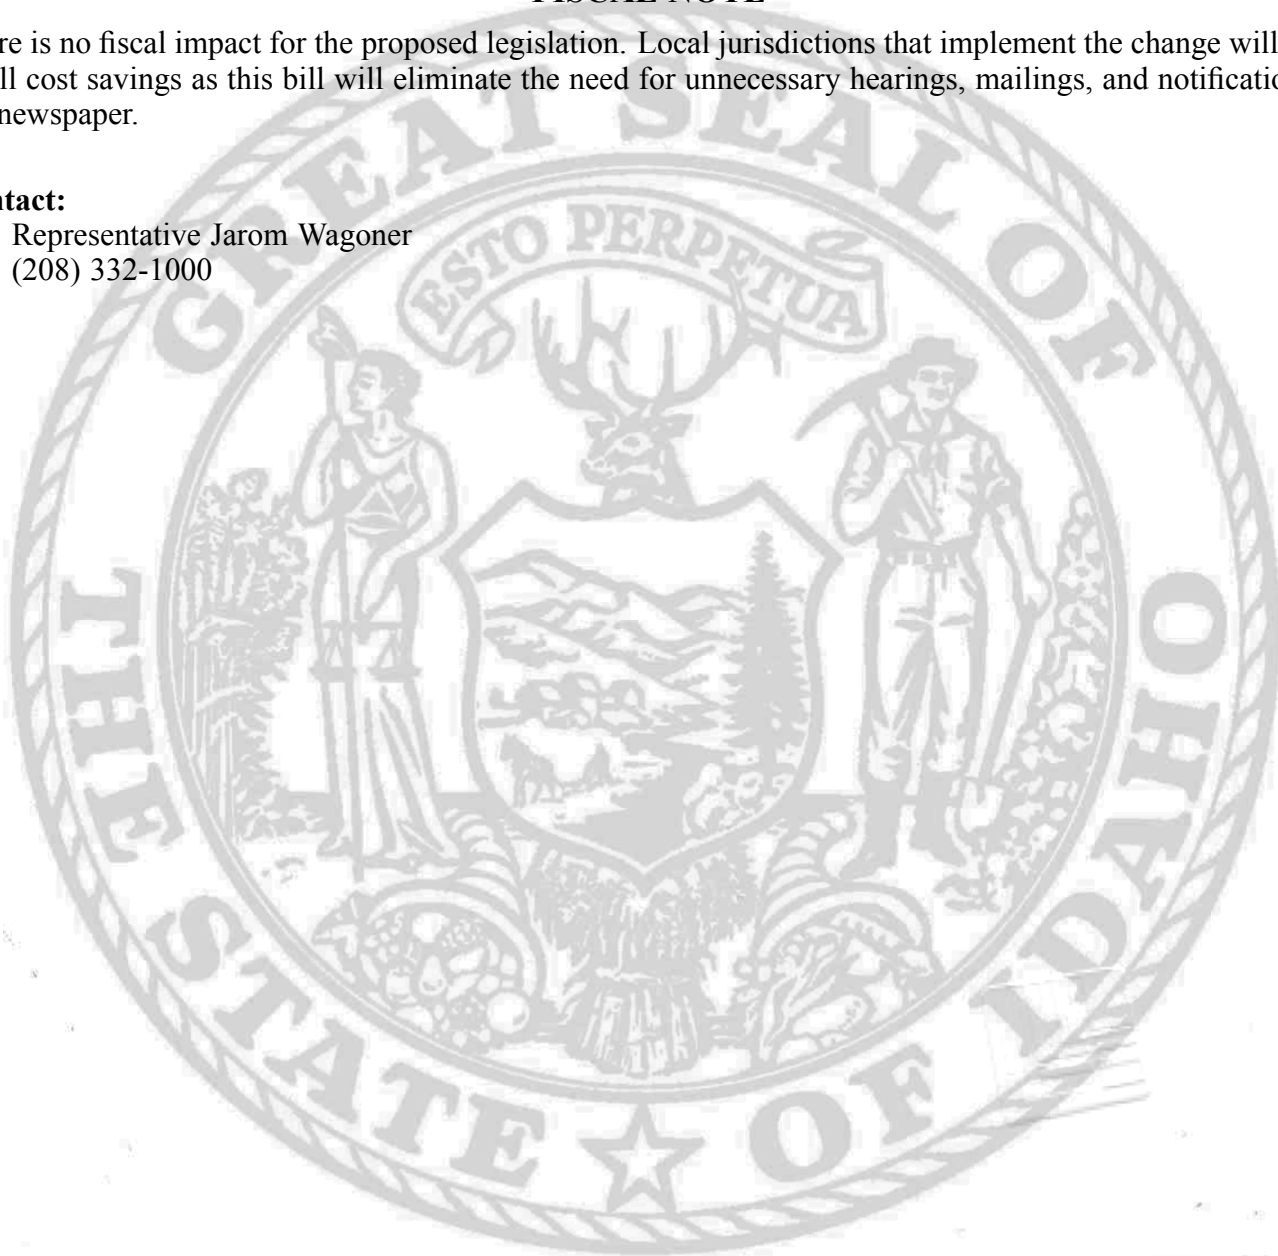 FISCAL NOTE
re is no fiscal impact for the proposed legislation. Local jurisdictions that implement the change will
ll cost savings as this bill will eliminate the need for unnecessary hearings, mailings, and notificatio
newspaper.
ntact:
Representative Jarom Wagoner
(208) 332-1000
GREAT SEAL OF
ESTO PERPETUA
THE STATE OF IDAHO